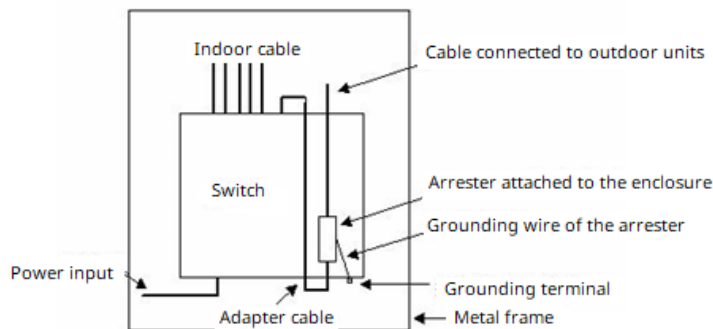 Indoor cable
Cable connected to outdoor units
Switch
Arrester attached to the enclosure
Grounding wire of the arrester
Power input
Grounding terminal
Adapter cable
Metal frame